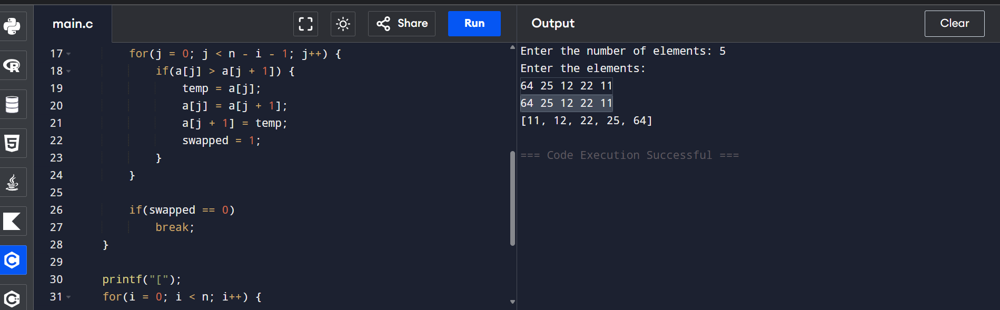 main.c
Share
Run
Output
Clear
17 for(j = 0; j < n - i - 1; j++) {
18 if(a[j] > a[j + 1]) {
19 temp = a[j];
20 a[j] = a[j + 1];
21 a[j + 1] = temp;
22 swapped = 1;
23 }
24 }
25
26 if(swapped == 0)
27 break;
28 }
29
30 printf("[");
31 for(i = 0; i < n; i++) {
Enter the number of elements: 5
Enter the elements:
64 25 12 22 11
64 25 12 22 11
[11, 12, 22, 25, 64]
=== Code Execution Successful ===